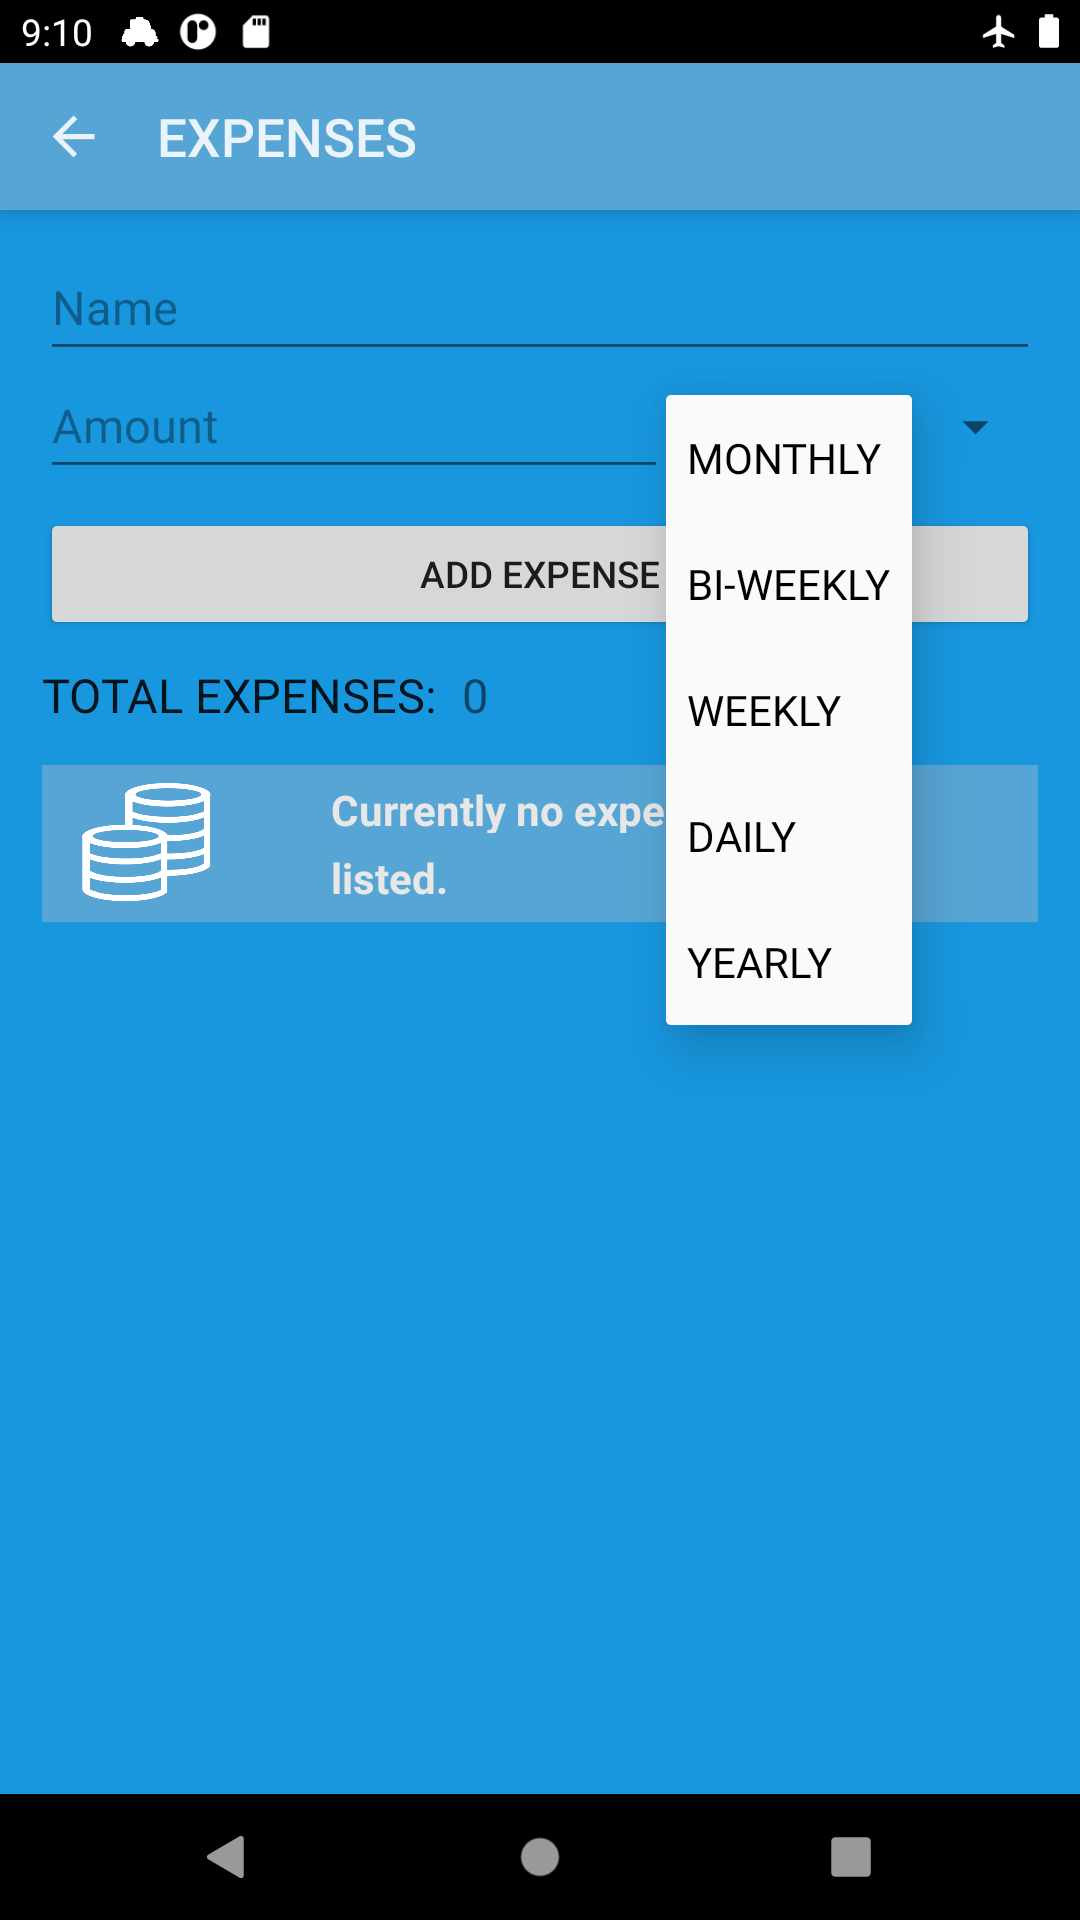 9:10
EXPENSES
Name
Amount
MONTHLY
BI-WEEKLY
WEEKLY
DAILY
YEARLY
ADD EXPENSE
TOTAL EXPENSES: 0
Currently no expe
listed.